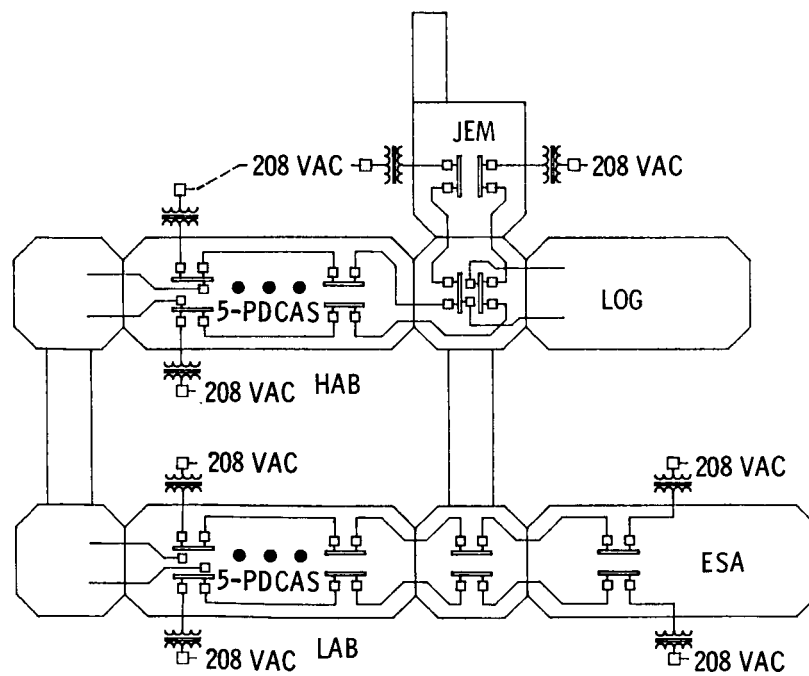 JEM
208 VAC
208 VAC
LOG
5-PDCAS
208 VAC
HAB
208 VAC
208 VAC
ESA
5-PDCAS
LAB
208 VAC
208 VAC